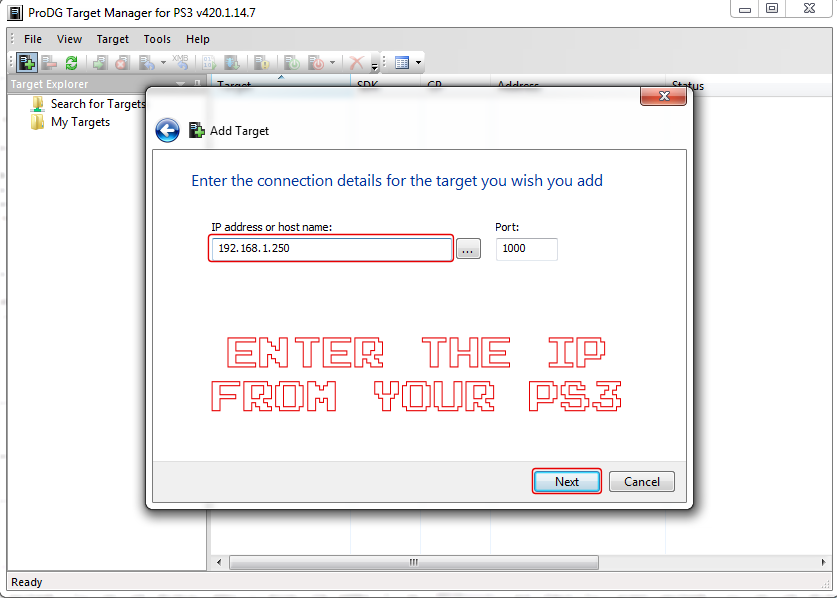 ProDG Target Manager for PS3 v420.1.14.7
File View Target Tools Help
XMB
Target Explorer
Target SDK CP Address Status
Search for Targets
My Targets
Add Target
Enter the connection details for the target you wish you add
IP address or host name: Port:
192.168.1.250 ... 1000
ENTER THE IP
FROM YOUR PS3
Next Cancel
Ready